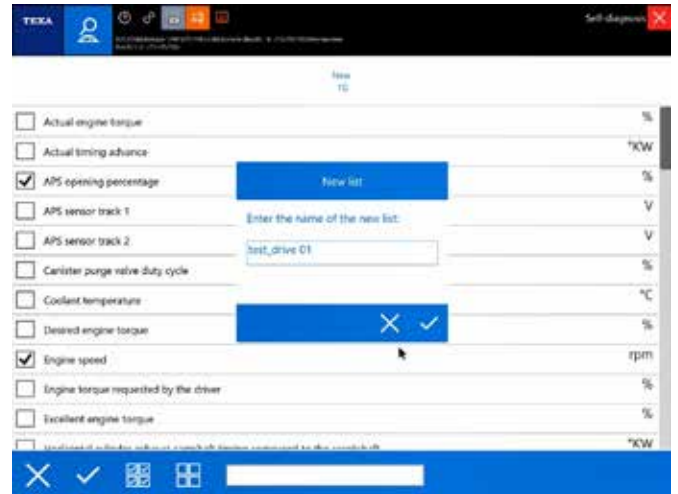 TEXA
Self-diagnosis
New
10
Actual engine torque %
Actual timing advance °KW
APS opening percentage %
New list
APS sensor track 1 V
Enter the name of the new list:
APS sensor track 2 V
test_drive 01
Canister purge valve duty cycle %
Coolant temperature °C
Desired engine torque %
Engine speed rpm
Engine torque requested by the driver %
Excellent engine torque %
°KW